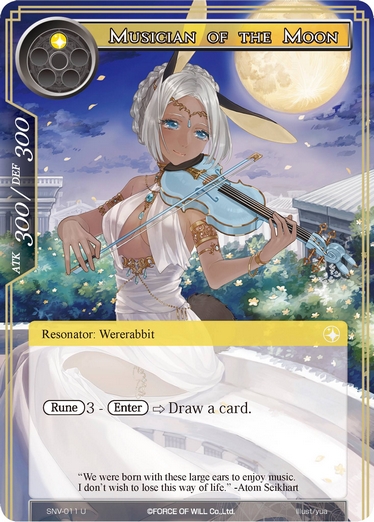 MUSICIAN OF THE MOON
ATK 300 / DEF 300
Resonator: Wererabbit
Rune 3 - Enter ⇨ Draw a card.
“We were born with these large ears to enjoy music.
I don’t wish to lose this way of life.” -Atom Seikhart
SNV-011 U ©FORCE OF WILL Co.,Ltd. Illust/yua